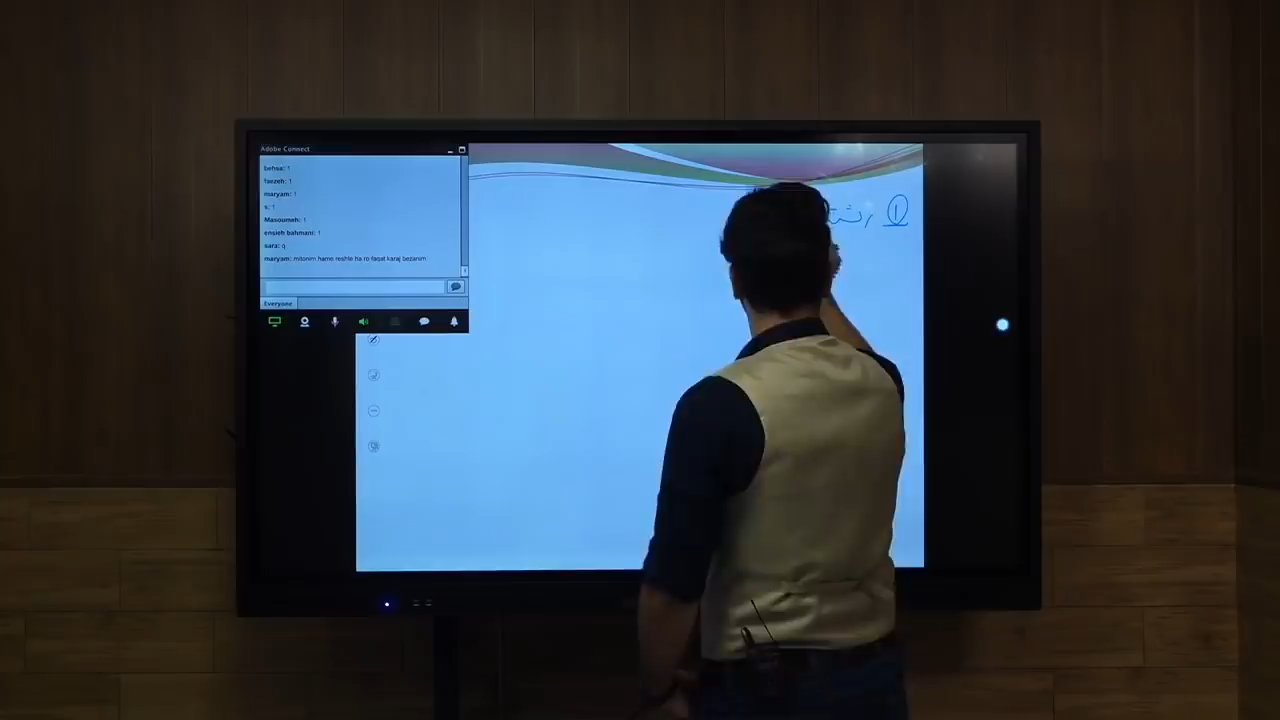 Adobe Connect
behsa: 1
faezeh: 1
maryam: 1
s: 1
Masoumeh: 1
ensieh bahmani: 1
sara: q
maryam: mitonim hame reshte ha ro faqat karaj bezanim
Everyone
①